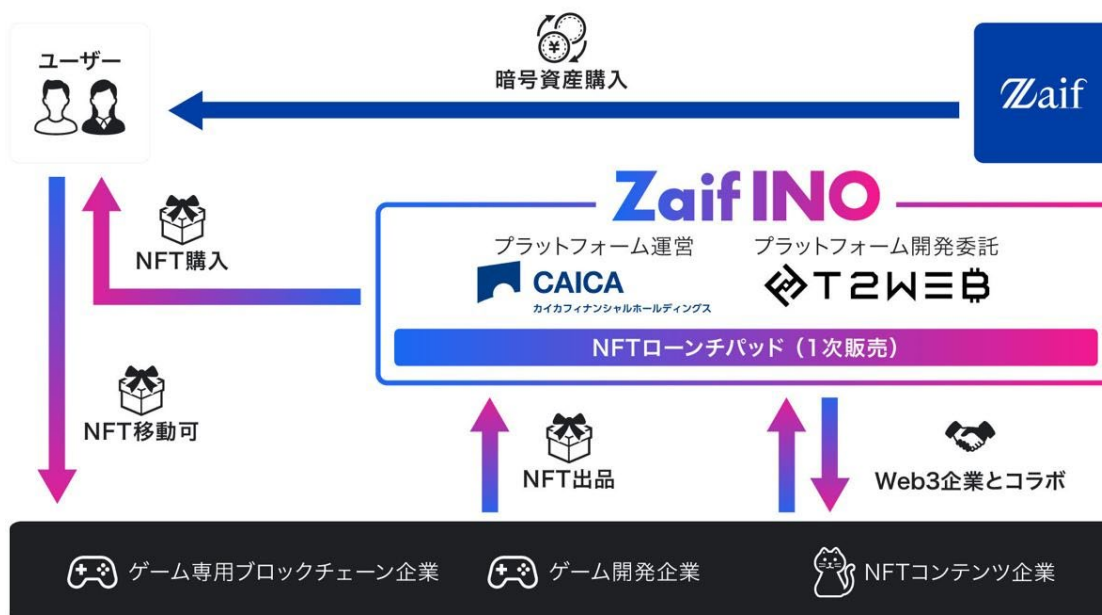 ユーザー
暗号資産購入
Zaif
Zaif INO
プラットフォーム運営
プラットフォーム開発委託
CAICA
カイカフィナンシャルホールディングス
T2WEB
NFTローンチパッド（1次販売）
NFT購入
NFT移動可
NFT出品
Web3企業とコラボ
ゲーム専用ブロックチェーン企業
ゲーム開発企業
NFTコンテンツ企業